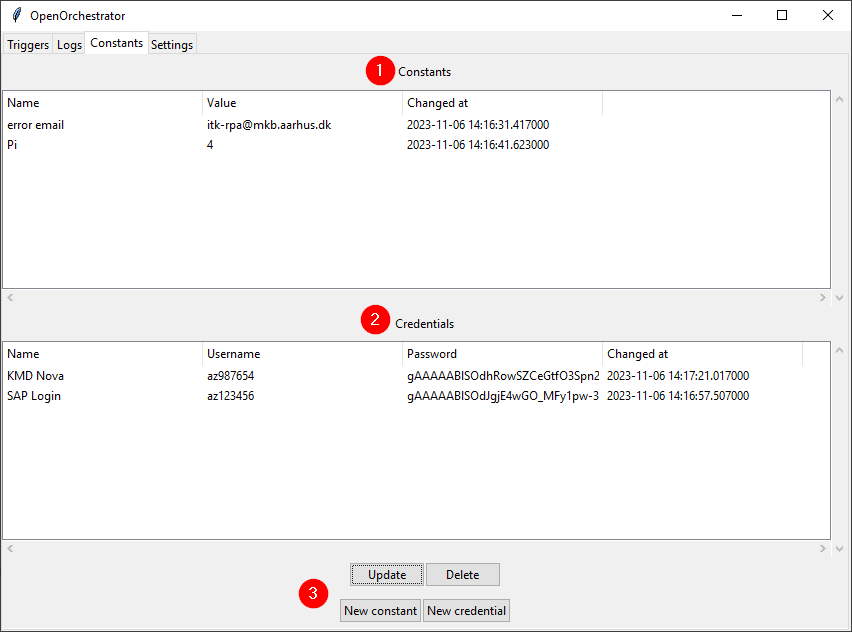 OpenOrchestrator
Triggers Logs Constants Settings
1 Constants
Name Value Changed at
error email itk-rpa@mkb.aarhus.dk 2023-11-06 14:16:31.417000
Pi 4 2023-11-06 14:16:41.623000
2 Credentials
Name Username Password Changed at
KMD Nova az987654 gAAAAABlSOdhRowSZCeGtfO3Spn2 2023-11-06 14:17:21.017000
SAP Login az123456 gAAAAABlSOdJgjE4wGO_MFy1pw-3 2023-11-06 14:16:57.507000
Update Delete
3
New constant New credential